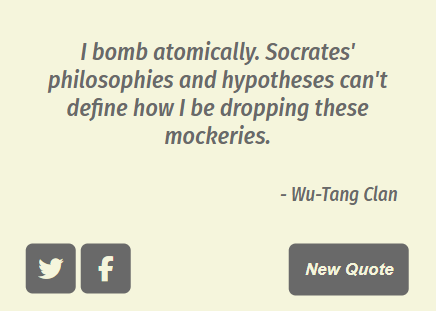 I bomb atomically. Socrates'
philosophies and hypotheses can't
define how I be dropping these
mockeries.
- Wu-Tang Clan
New Quote